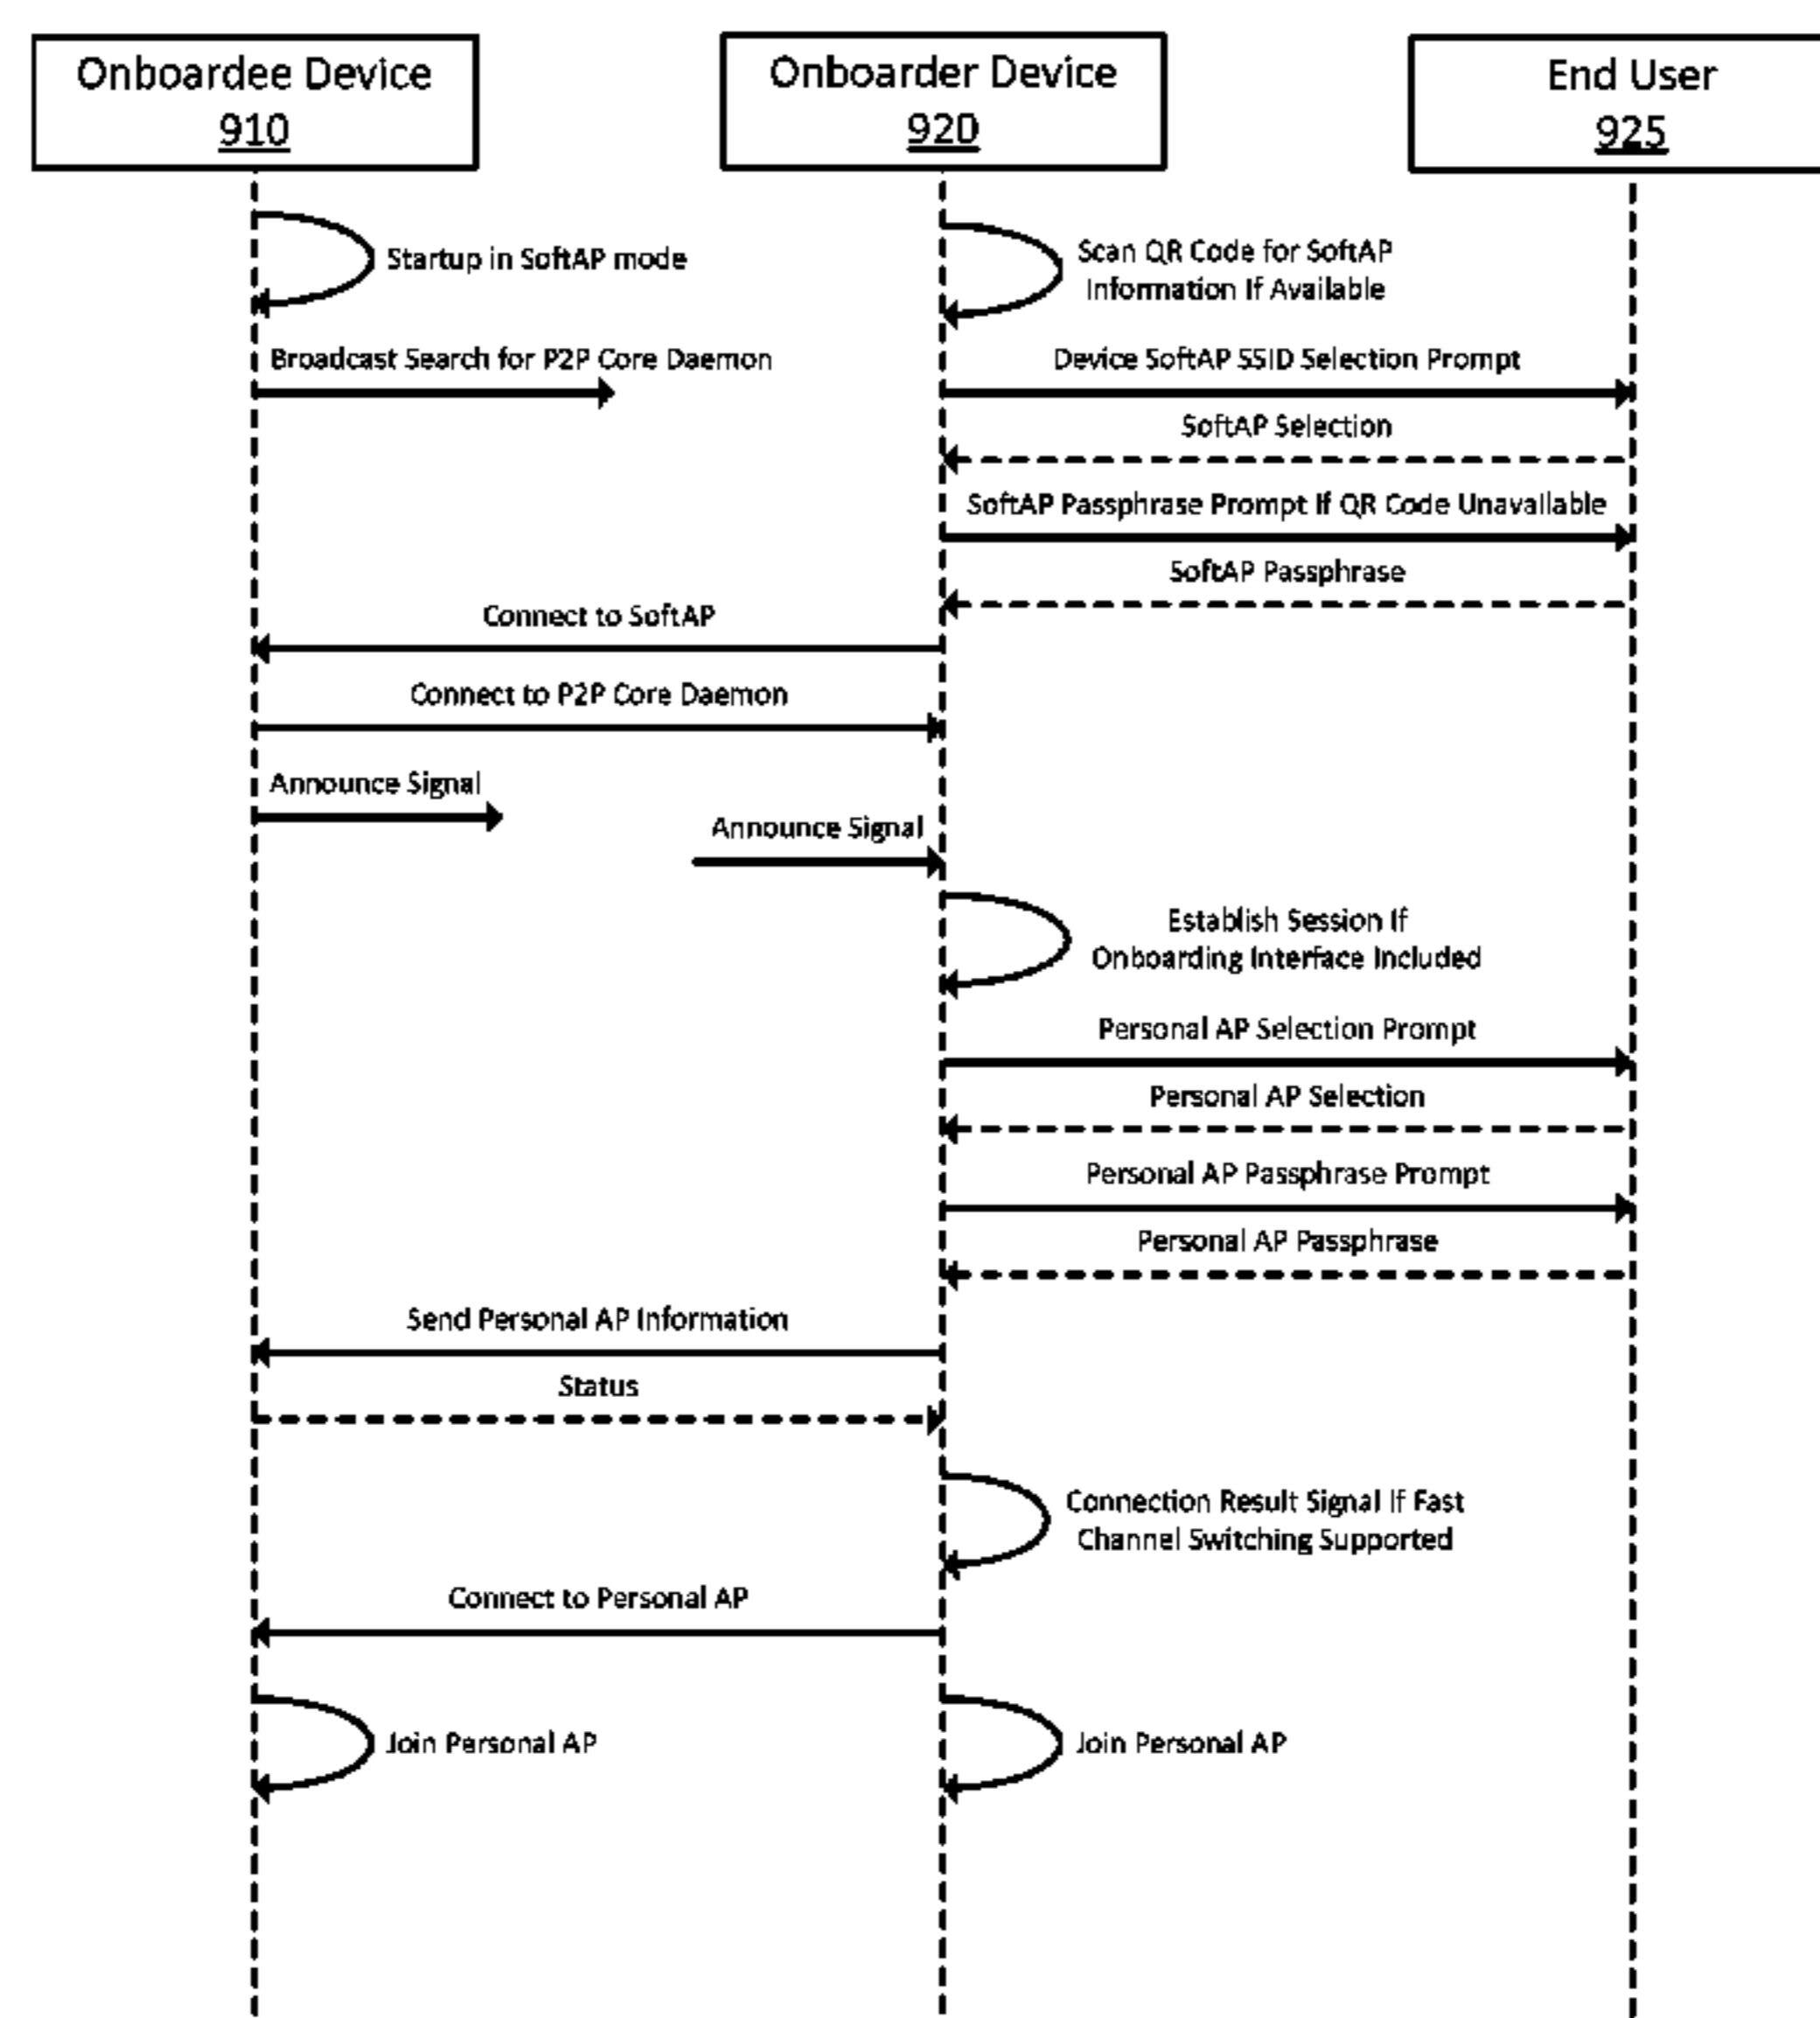 Onboardee Device
910
Onboarder Device
920
End User
925
Startup in SoftAP mode
Scan QR Code for SoftAP
Information If Available
Broadcast Search for P2P Core Daemon
Device SoftAP SSID Selection Prompt
SoftAP Selection
SoftAP Passphrase Prompt If QR Code Unavailable
SoftAP Passphrase
Connect to SoftAP
Connect to P2P Core Daemon
Announce Signal
Announce Signal
Establish Session If
Onboarding Interface Included
Personal AP Selection Prompt
Personal AP Selection
Personal AP Passphrase Prompt
Personal AP Passphrase
Send Personal AP Information
Status
Connection Result Signal If Fast
Channel Switching Supported
Connect to Personal AP
Join Personal AP
Join Personal AP